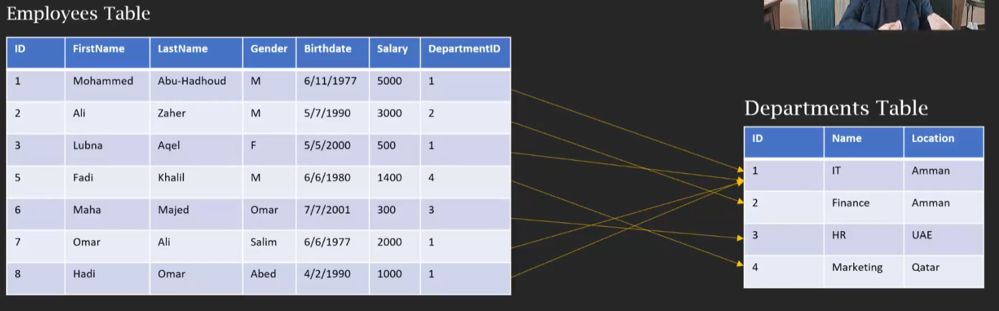 Employees Table
ID FirstName LastName Gender Birthdate Salary DepartmentID
1 Mohammed Abu-Hadhoud M 6/11/1977 5000 1
2 Ali Zaher M 5/7/1990 3000 2
3 Lubna Aqel F 5/5/2000 500 1
5 Fadi Khalil M 6/6/1980 1400 4
6 Maha Majed Omar 7/7/2001 300 3
7 Omar Ali Salim 6/6/1977 2000 1
8 Hadi Omar Abed 4/2/1990 1000 1
Departments Table
ID Name Location
1 IT Amman
2 Finance Amman
3 HR UAE
4 Marketing Qatar